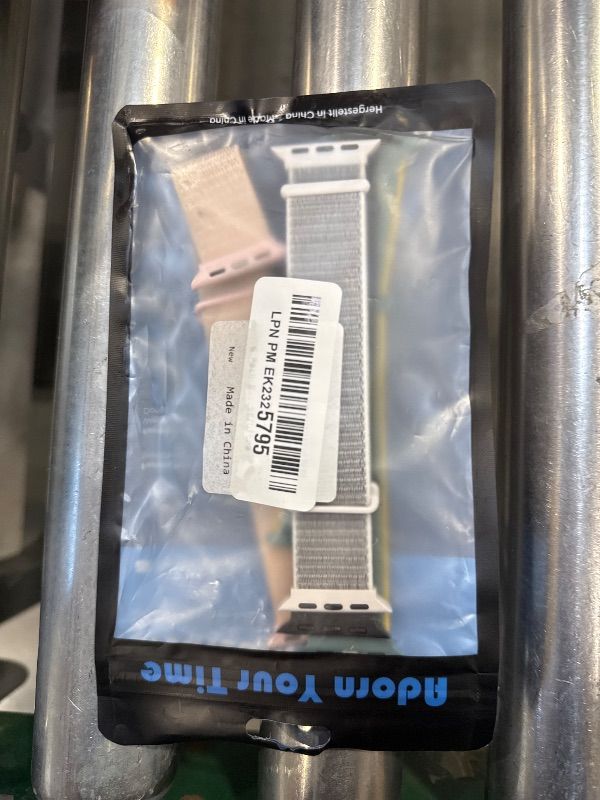 Hergestellt in China - Made in China
LPN PM EK2325795
New
Made in China
Adorn Your Time